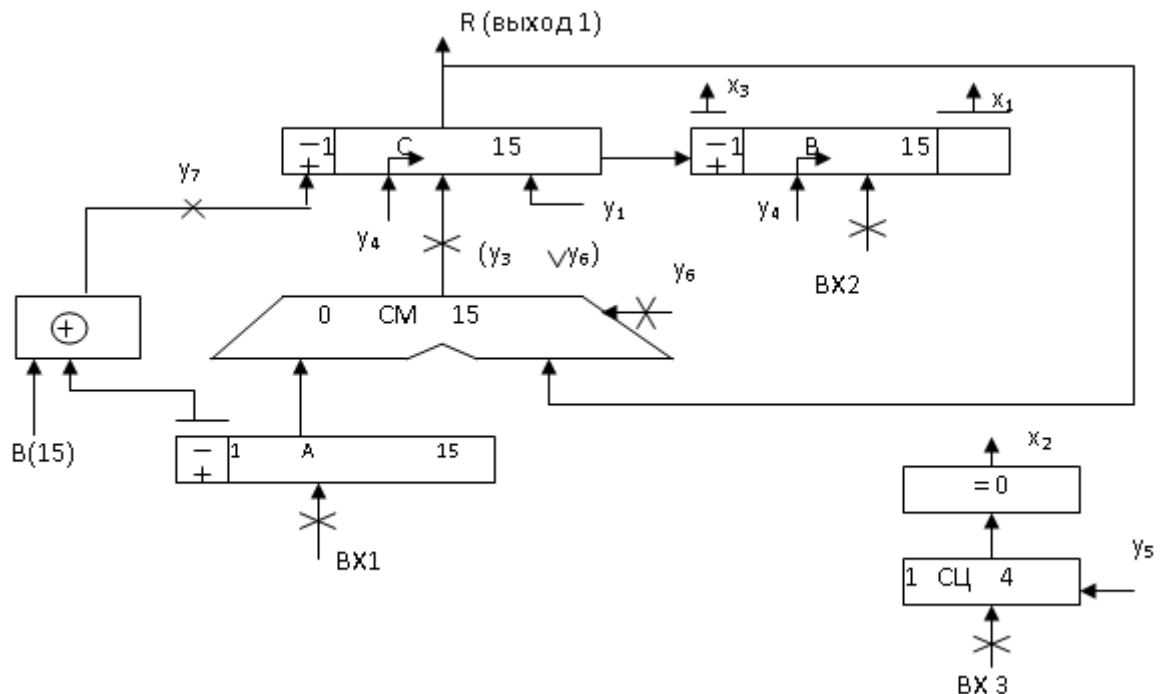 R (выход 1)
x₃
x₁
− 1 C 15
+
− 1 B 15
+
y₇
y₄
y₁
y₄
(y₃ ∨y₆)
y₆
ВХ2
0 СМ 15
+
B(15)
− 1 A 15
+
ВХ1
x₂
= 0
y₅
1 СЦ 4
ВХ 3